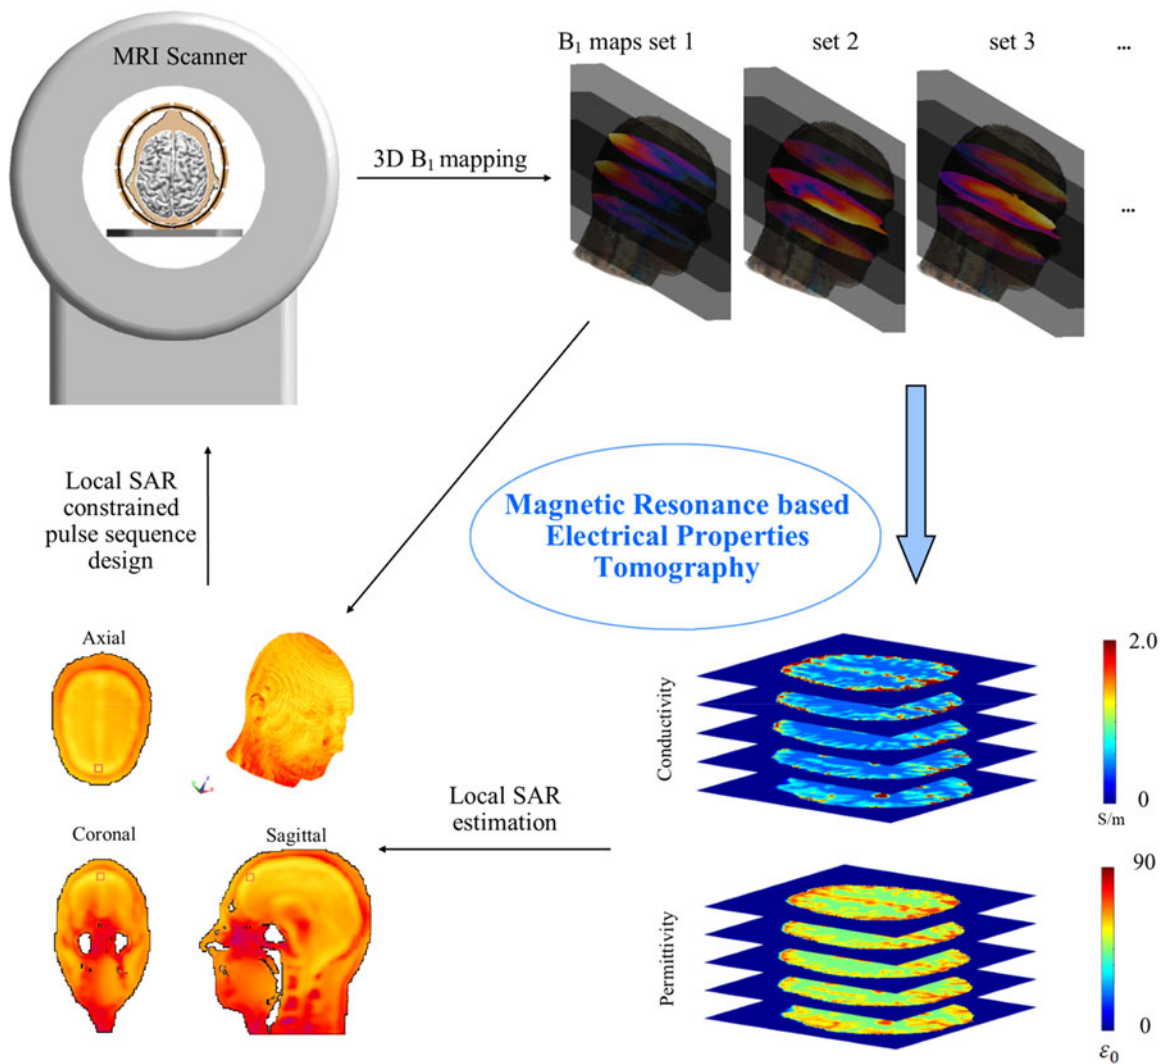 MRI Scanner
3D B₁ mapping
B₁ maps set 1
set 2
set 3
...
...
Magnetic Resonance based
Electrical Properties
Tomography
Local SAR
constrained
pulse sequence
design
Axial
Coronal
Sagittal
Local SAR
estimation
Conductivity
2.0
0
S/m
Permittivity
90
0
ε₀